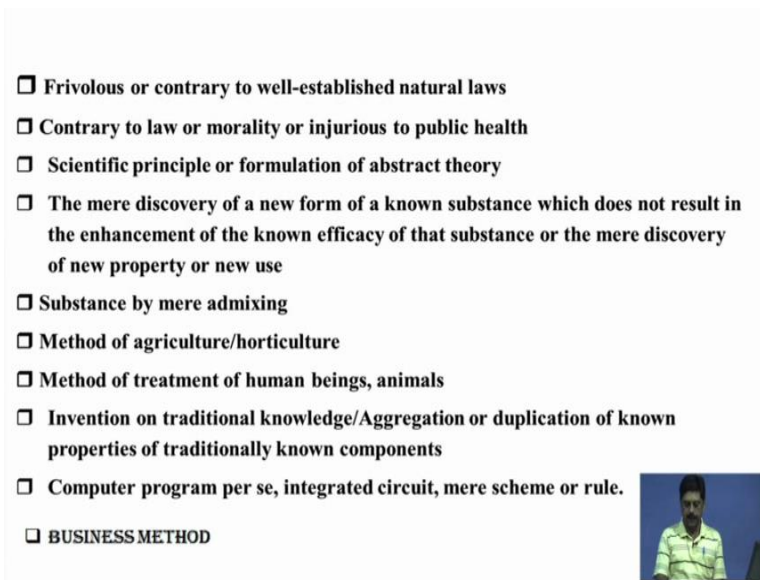 ❒ Frivolous or contrary to well-established natural laws
❒ Contrary to law or morality or injurious to public health
❒ Scientific principle or formulation of abstract theory
❒ The mere discovery of a new form of a known substance which does not result in
the enhancement of the known efficacy of that substance or the mere discovery
of new property or new use
❒ Substance by mere admixing
❒ Method of agriculture/horticulture
❒ Method of treatment of human beings, animals
❒ Invention on traditional knowledge/Aggregation or duplication of known
properties of traditionally known components
❒ Computer program per se, integrated circuit, mere scheme or rule.
❑ BUSINESS METHOD